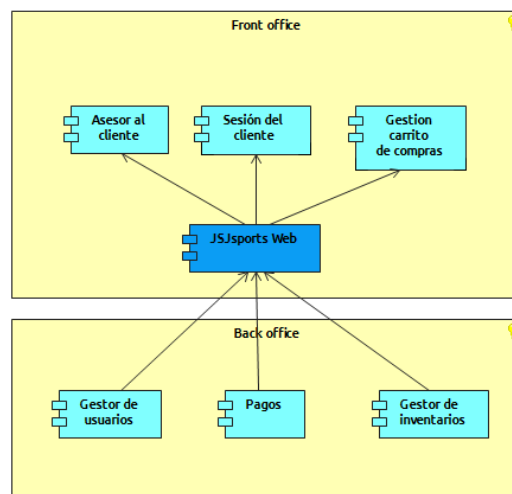 Front office
Asesor al
cliente
Sesión del
cliente
Gestion
carrito
de compras
JSJsports Web
Back office
Gestor de
usuarios
Pagos
Gestor de
inventarios